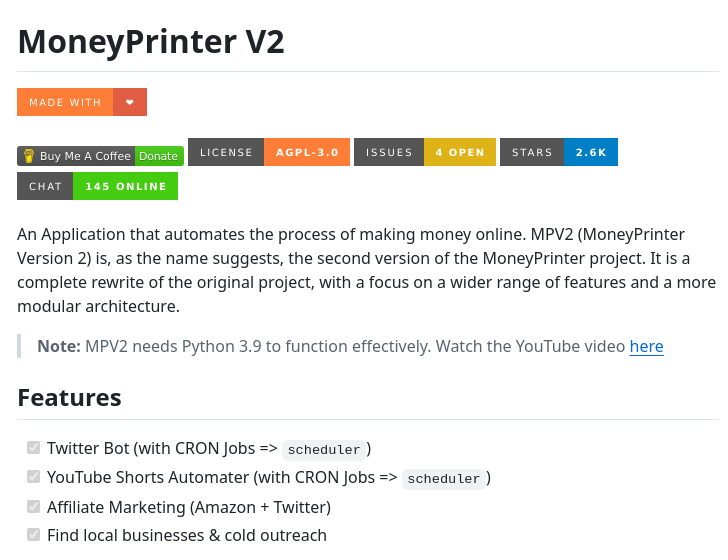 MoneyPrinter V2
MADE WITH ❤
Buy Me A Coffee Donate LICENSE AGPL-3.0 ISSUES 4 OPEN STARS 2.6K
CHAT 145 ONLINE
An Application that automates the process of making money online. MPV2 (MoneyPrinter
Version 2) is, as the name suggests, the second version of the MoneyPrinter project. It is a
complete rewrite of the original project, with a focus on a wider range of features and a more
modular architecture.
Note: MPV2 needs Python 3.9 to function effectively. Watch the YouTube video here
Features
Twitter Bot (with CRON Jobs => scheduler)
YouTube Shorts Automater (with CRON Jobs => scheduler)
Affiliate Marketing (Amazon + Twitter)
Find local businesses & cold outreach